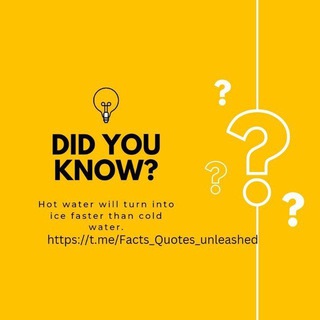 DID YOU
KNOW?
Hot water will turn into
ice faster than cold
water.
https://t.me/Facts_Quotes_unleashed
? 
?
?
?